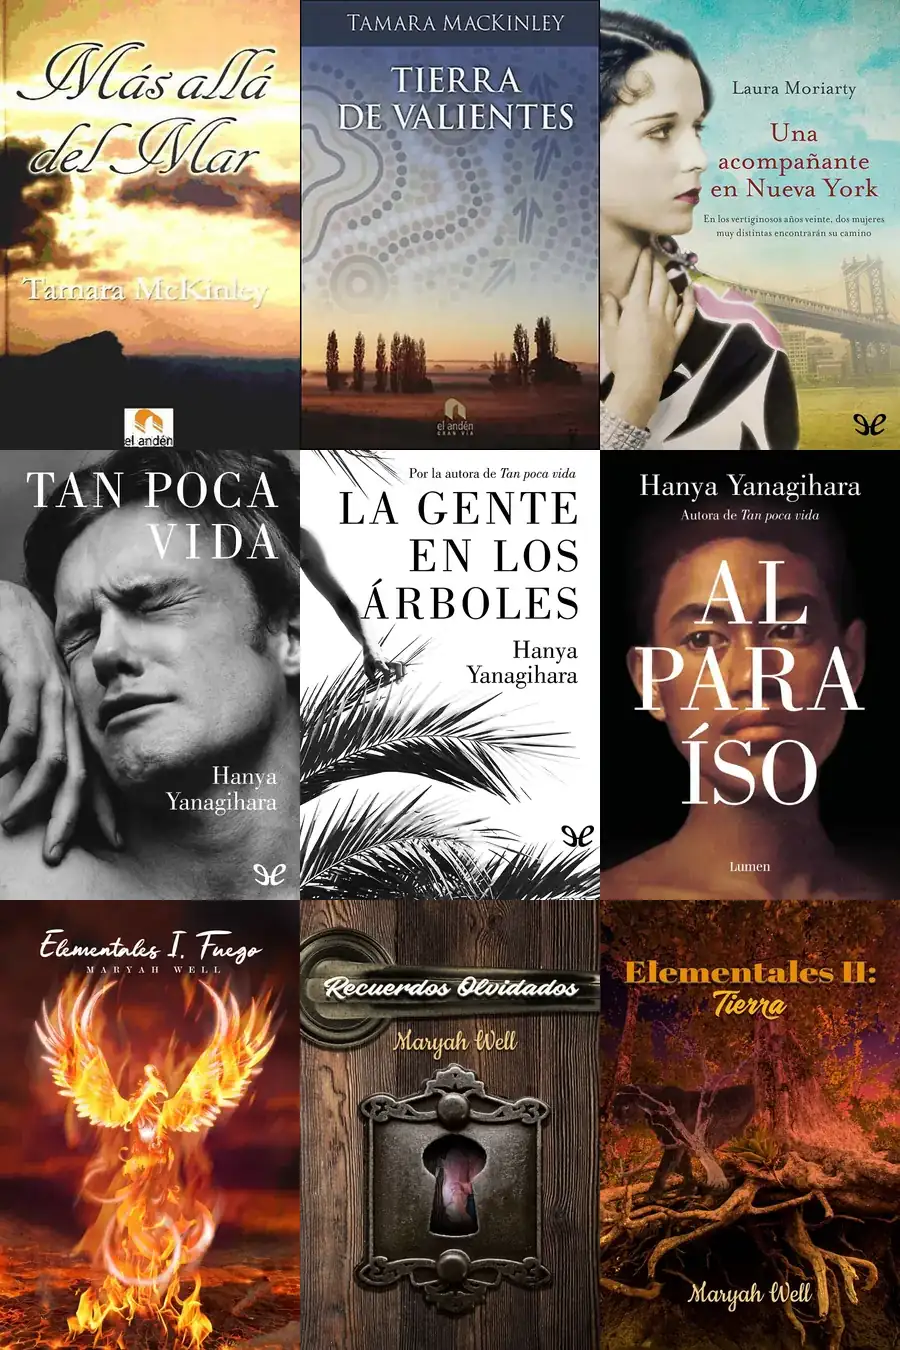 Más allá
del Mar
Tamara McKinley
el andén
TAMARA MACKINLEY
TIERRA
DE VALIENTES
el andén
GRAN VÍA
Laura Moriarty
Una
acompañante
en Nueva York
En los vertiginosos años veinte, dos mujeres
muy distintas encontrarán su camino
TAN POCA
VIDA
Hanya
Yanagihara
Por la autora de Tan poca vida
LA GENTE
EN LOS
ÁRBOLES
Hanya
Yanagihara
Hanya Yanagihara
Autora de Tan poca vida
AL
PARA
ÍSO
Lumen
Elementales I, Fuego
MARYAH WELL
Recuerdos Olvidados
Maryah Well
Elementales II:
Tierra
Maryah Well